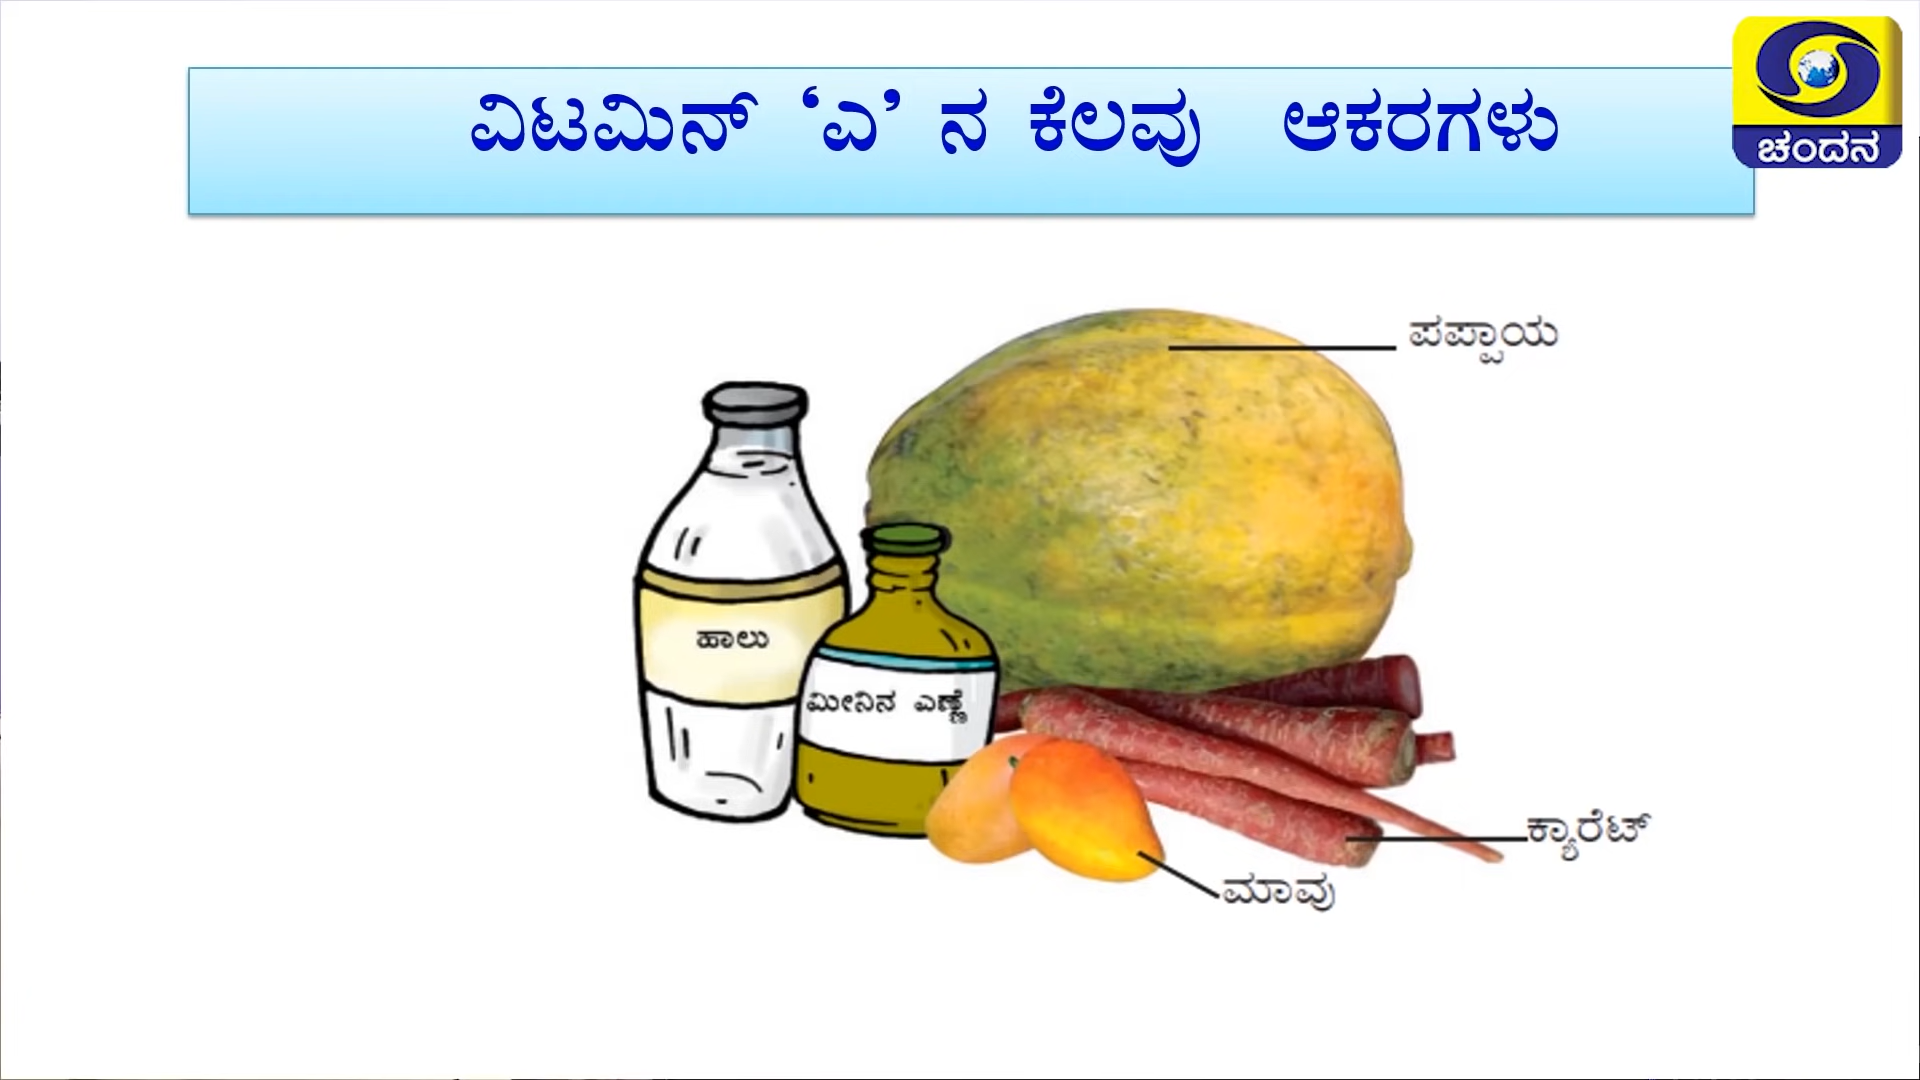 ವಿಟಮಿನ್ ‘ಎ’ ನ ಕೆಲವು ಆಕರಗಳು
ಚಂದನ
ಪಪ್ಪಾಯ
ಹಾಲು
ಮೀನಿನ ಎಣ್ಣೆ
ಕ್ಯಾರೆಟ್
ಮಾವು